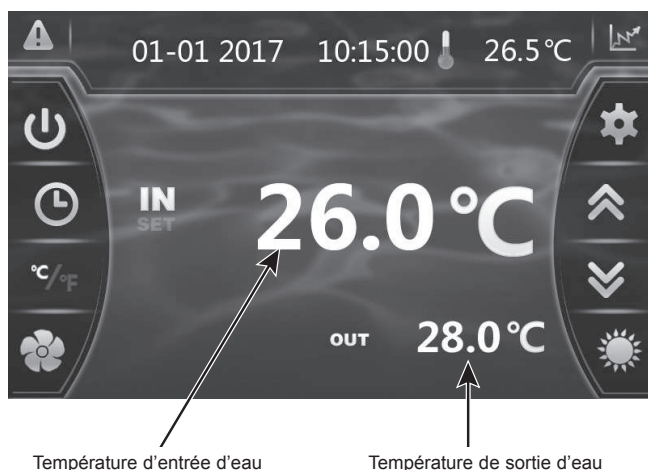 01-01 2017 10:15:00 26.5°C
IN 26.0°C
SET
°C/°F
OUT 28.0°C
Température d'entrée d'eau Température de sortie d'eau